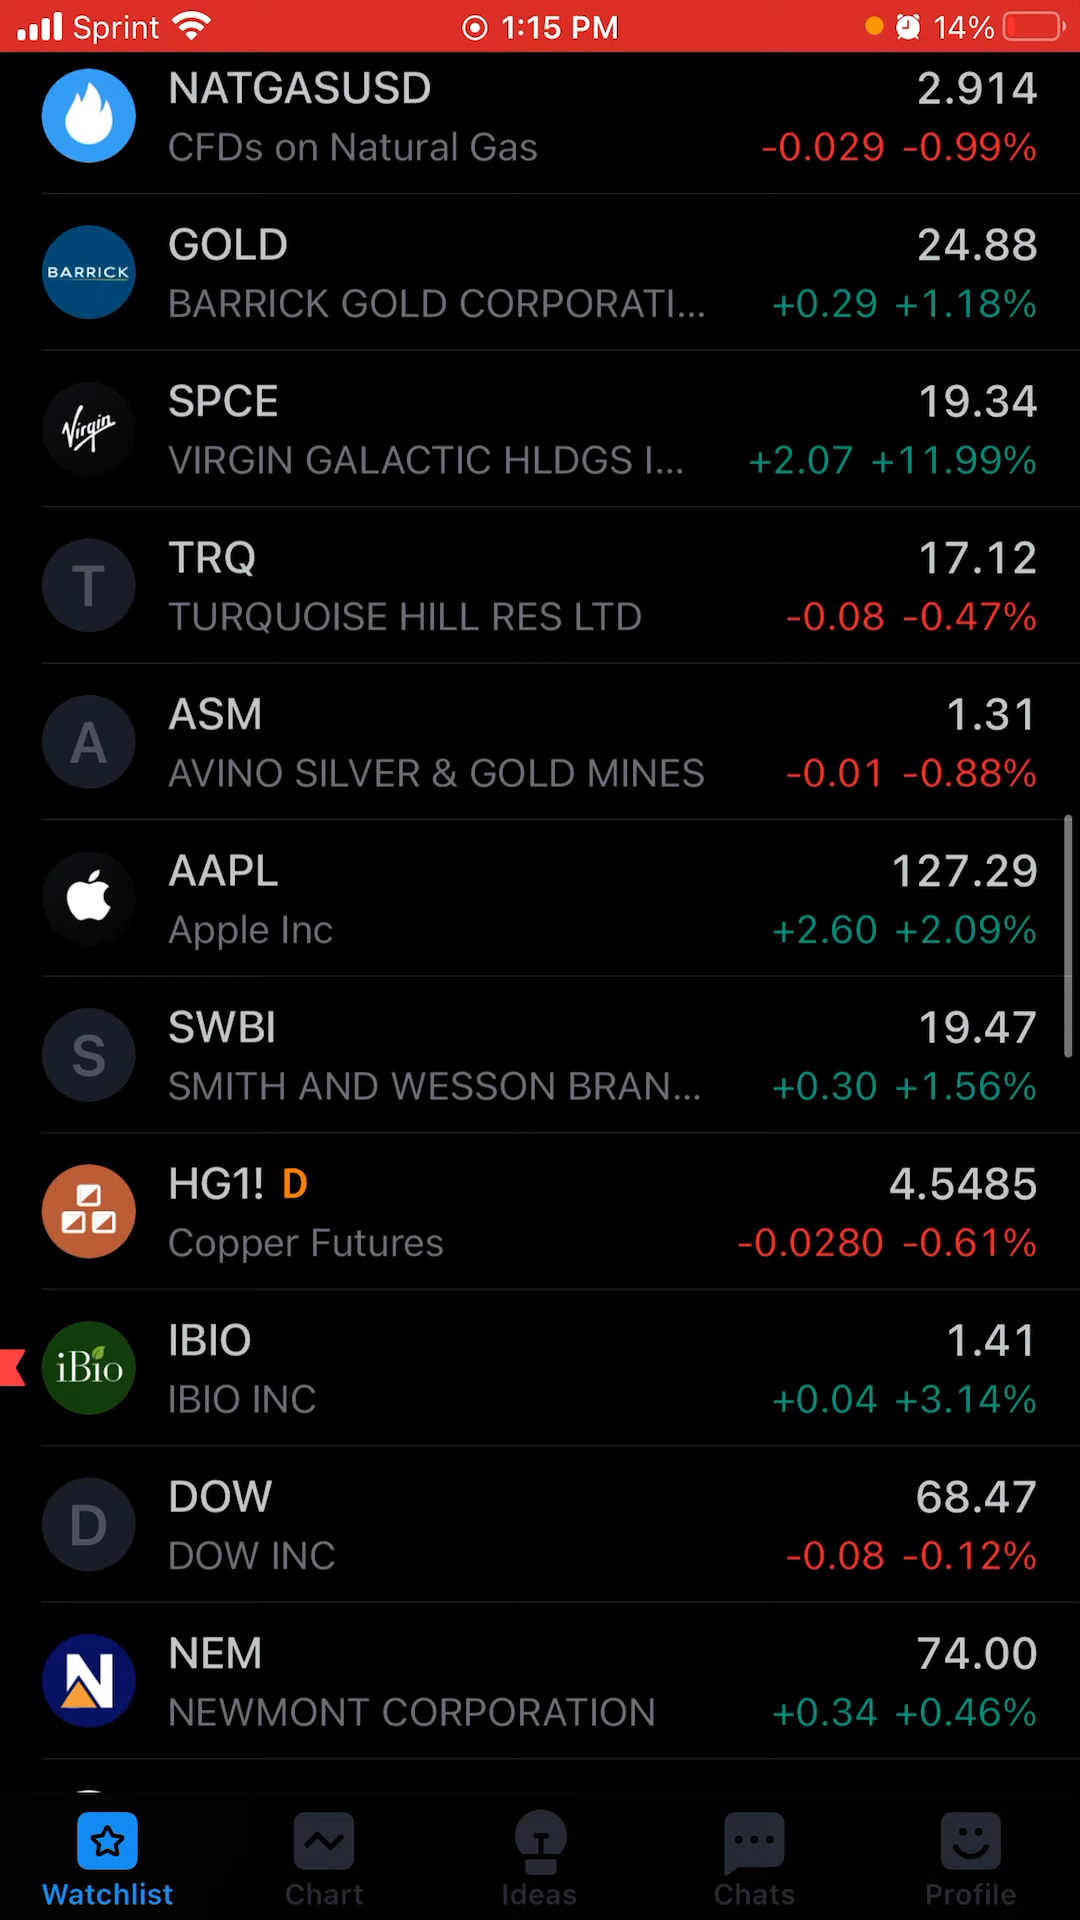 Sprint 1:15 PM 14%
NATGASUSD 2.914
CFDs on Natural Gas -0.029 -0.99%
BARRICK
GOLD 24.88
BARRICK GOLD CORPORATI... +0.29 +1.18%
Virgin
SPCE 19.34
VIRGIN GALACTIC HLDGS I... +2.07 +11.99%
T
TRQ 17.12
TURQUOISE HILL RES LTD -0.08 -0.47%
A
ASM 1.31
AVINO SILVER & GOLD MINES -0.01 -0.88%
AAPL 127.29
Apple Inc +2.60 +2.09%
S
SWBI 19.47
SMITH AND WESSON BRAN... +0.30 +1.56%
HG1! D 4.5485
Copper Futures -0.0280 -0.61%
iBio
IBIO 1.41
IBIO INC +0.04 +3.14%
D
DOW 68.47
DOW INC -0.08 -0.12%
N
NEM 74.00
NEWMONT CORPORATION +0.34 +0.46%
Watchlist Chart Ideas Chats Profile